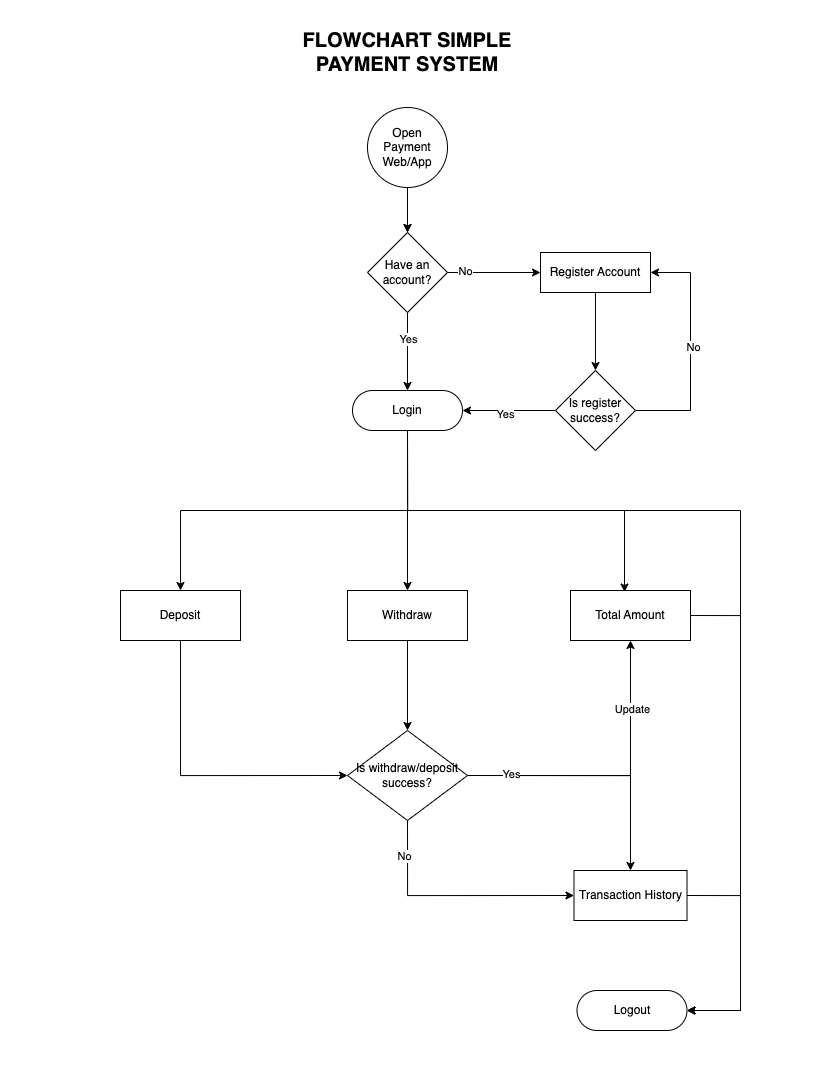 FLOWCHART SIMPLE
PAYMENT SYSTEM
Open
Payment
Web/App
Have an
account?
No
Register Account
Yes
No
Login
Yes
Is register
success?
Deposit
Withdraw
Total Amount
Update
Is withdraw/deposit
success?
Yes
No
Transaction History
Logout